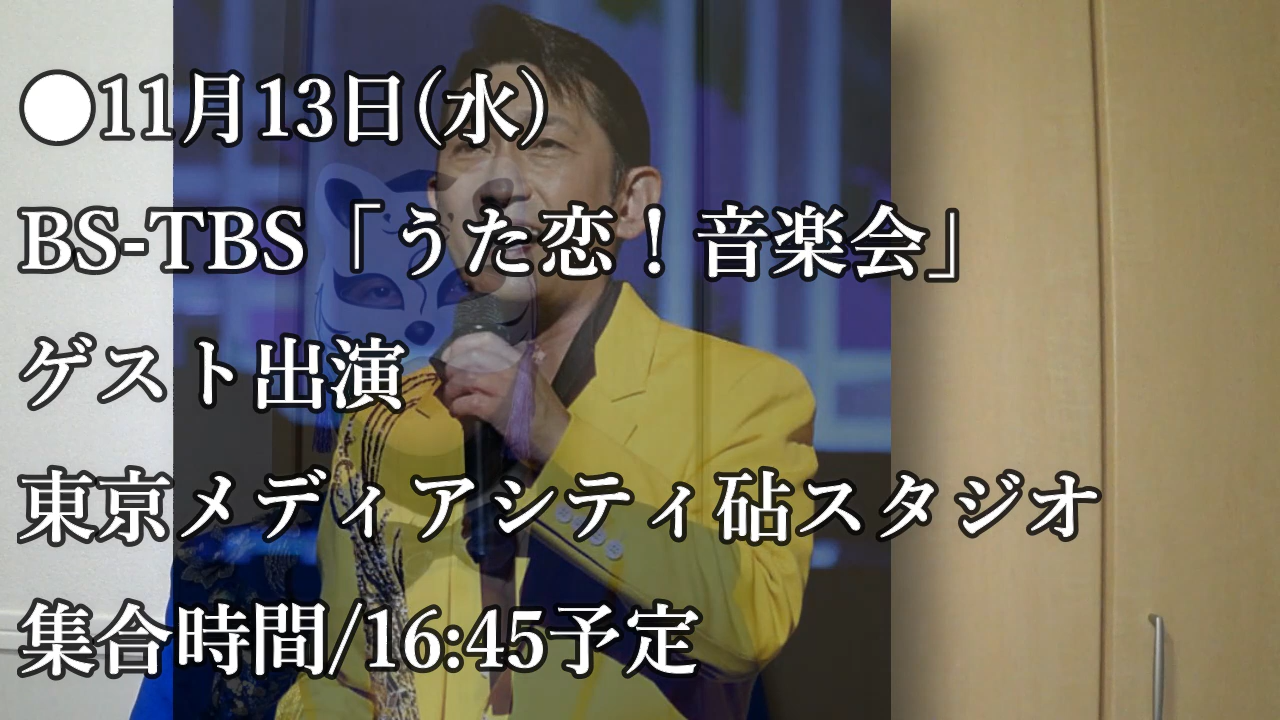 ●11月13日(水)
BS-TBS「うた恋!音楽会」
ゲスト出演
東京メディアシティ砧スタジオ
集合時間/16:45予定